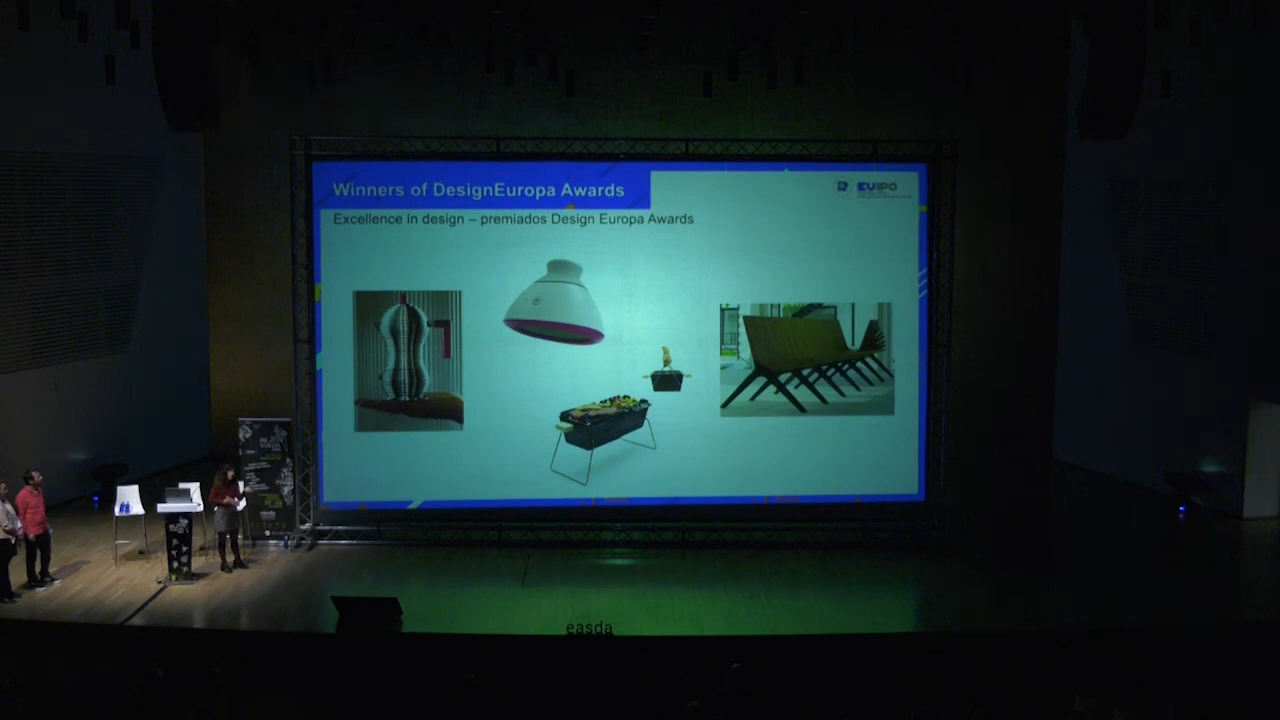 Winners of DesignEuropa Awards
EUIPO
Excellence in design – premiados Design Europa Awards
easda